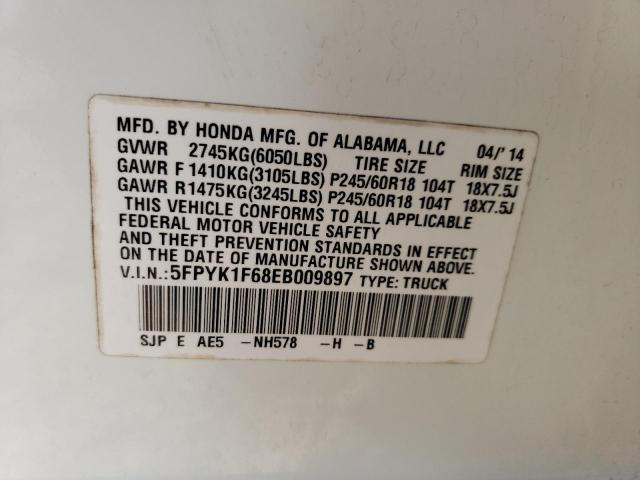 MFD. BY HONDA MFG. OF ALABAMA, LLC 04/'14
GVWR 2745KG(6050LBS) TIRE SIZE RIM SIZE
GAWR F 1410KG(3105LBS) P245/60R18 104T 18X7.5J
GAWR R1475KG(3245LBS) P245/60R18 104T 18X7.5J
THIS VEHICLE CONFORMS TO ALL APPLICABLE
FEDERAL MOTOR VEHICLE SAFETY
AND THEFT PREVENTION STANDARDS IN EFFECT
ON THE DATE OF MANUFACTURE SHOWN ABOVE.
V.I.N.:5FPYK1F68EB009897 TYPE: TRUCK
SJP E AE5 -NH578 -H -B